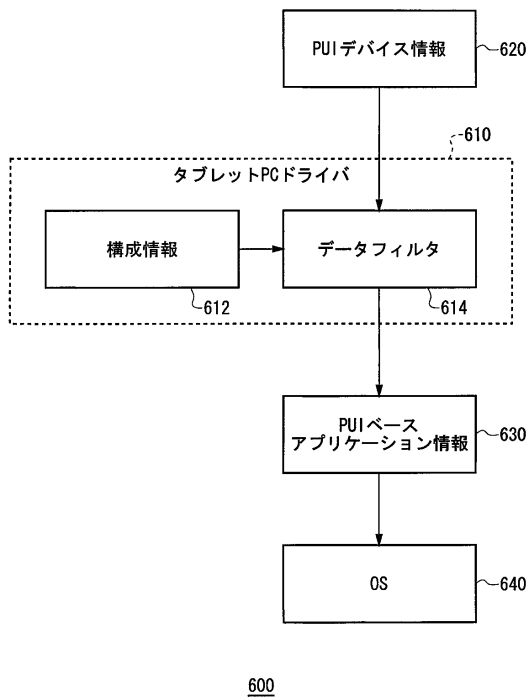 PUIデバイス情報
620
610
タブレットPCドライバ
構成情報
データフィルタ
612
614
PUIベース
アプリケーション情報
630
OS
640
600